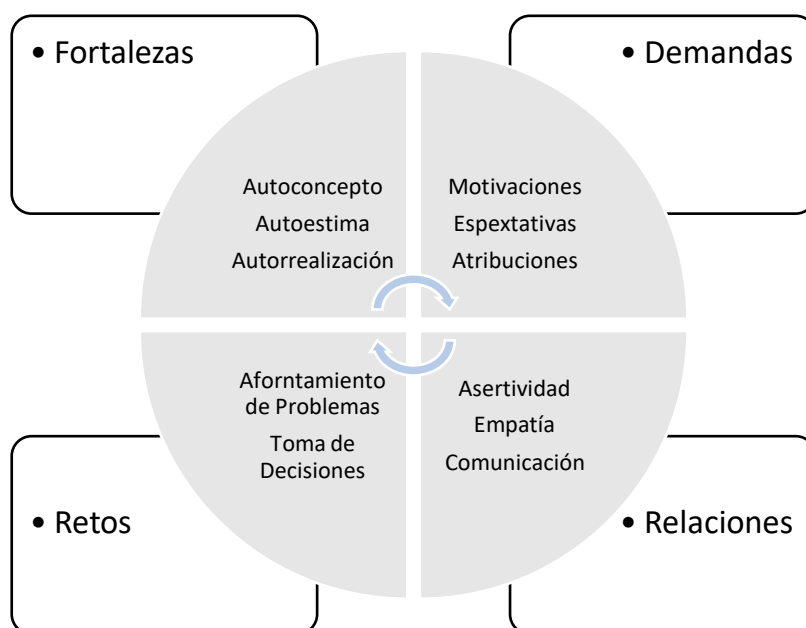 • Fortalezas
• Demandas
Autoconcepto
Autoestima
Autorrealización
Motivaciones
Espextativas
Atribuciones
Aforntamiento
de Problemas
Toma de
Decisiones
Asertividad
Empatía
Comunicación
• Retos
• Relaciones